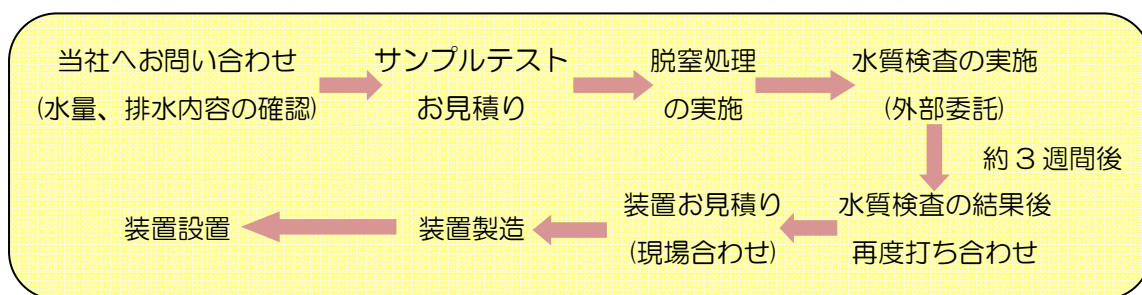 当社へお問い合わせ
(水量、排水内容の確認)
サンプルテスト
お見積り
脱窒処理
の実施
水質検査の実施
(外部委託)
約3週間後
水質検査の結果後
再度打ち合わせ
装置お見積り
(現場合わせ)
装置製造
装置設置